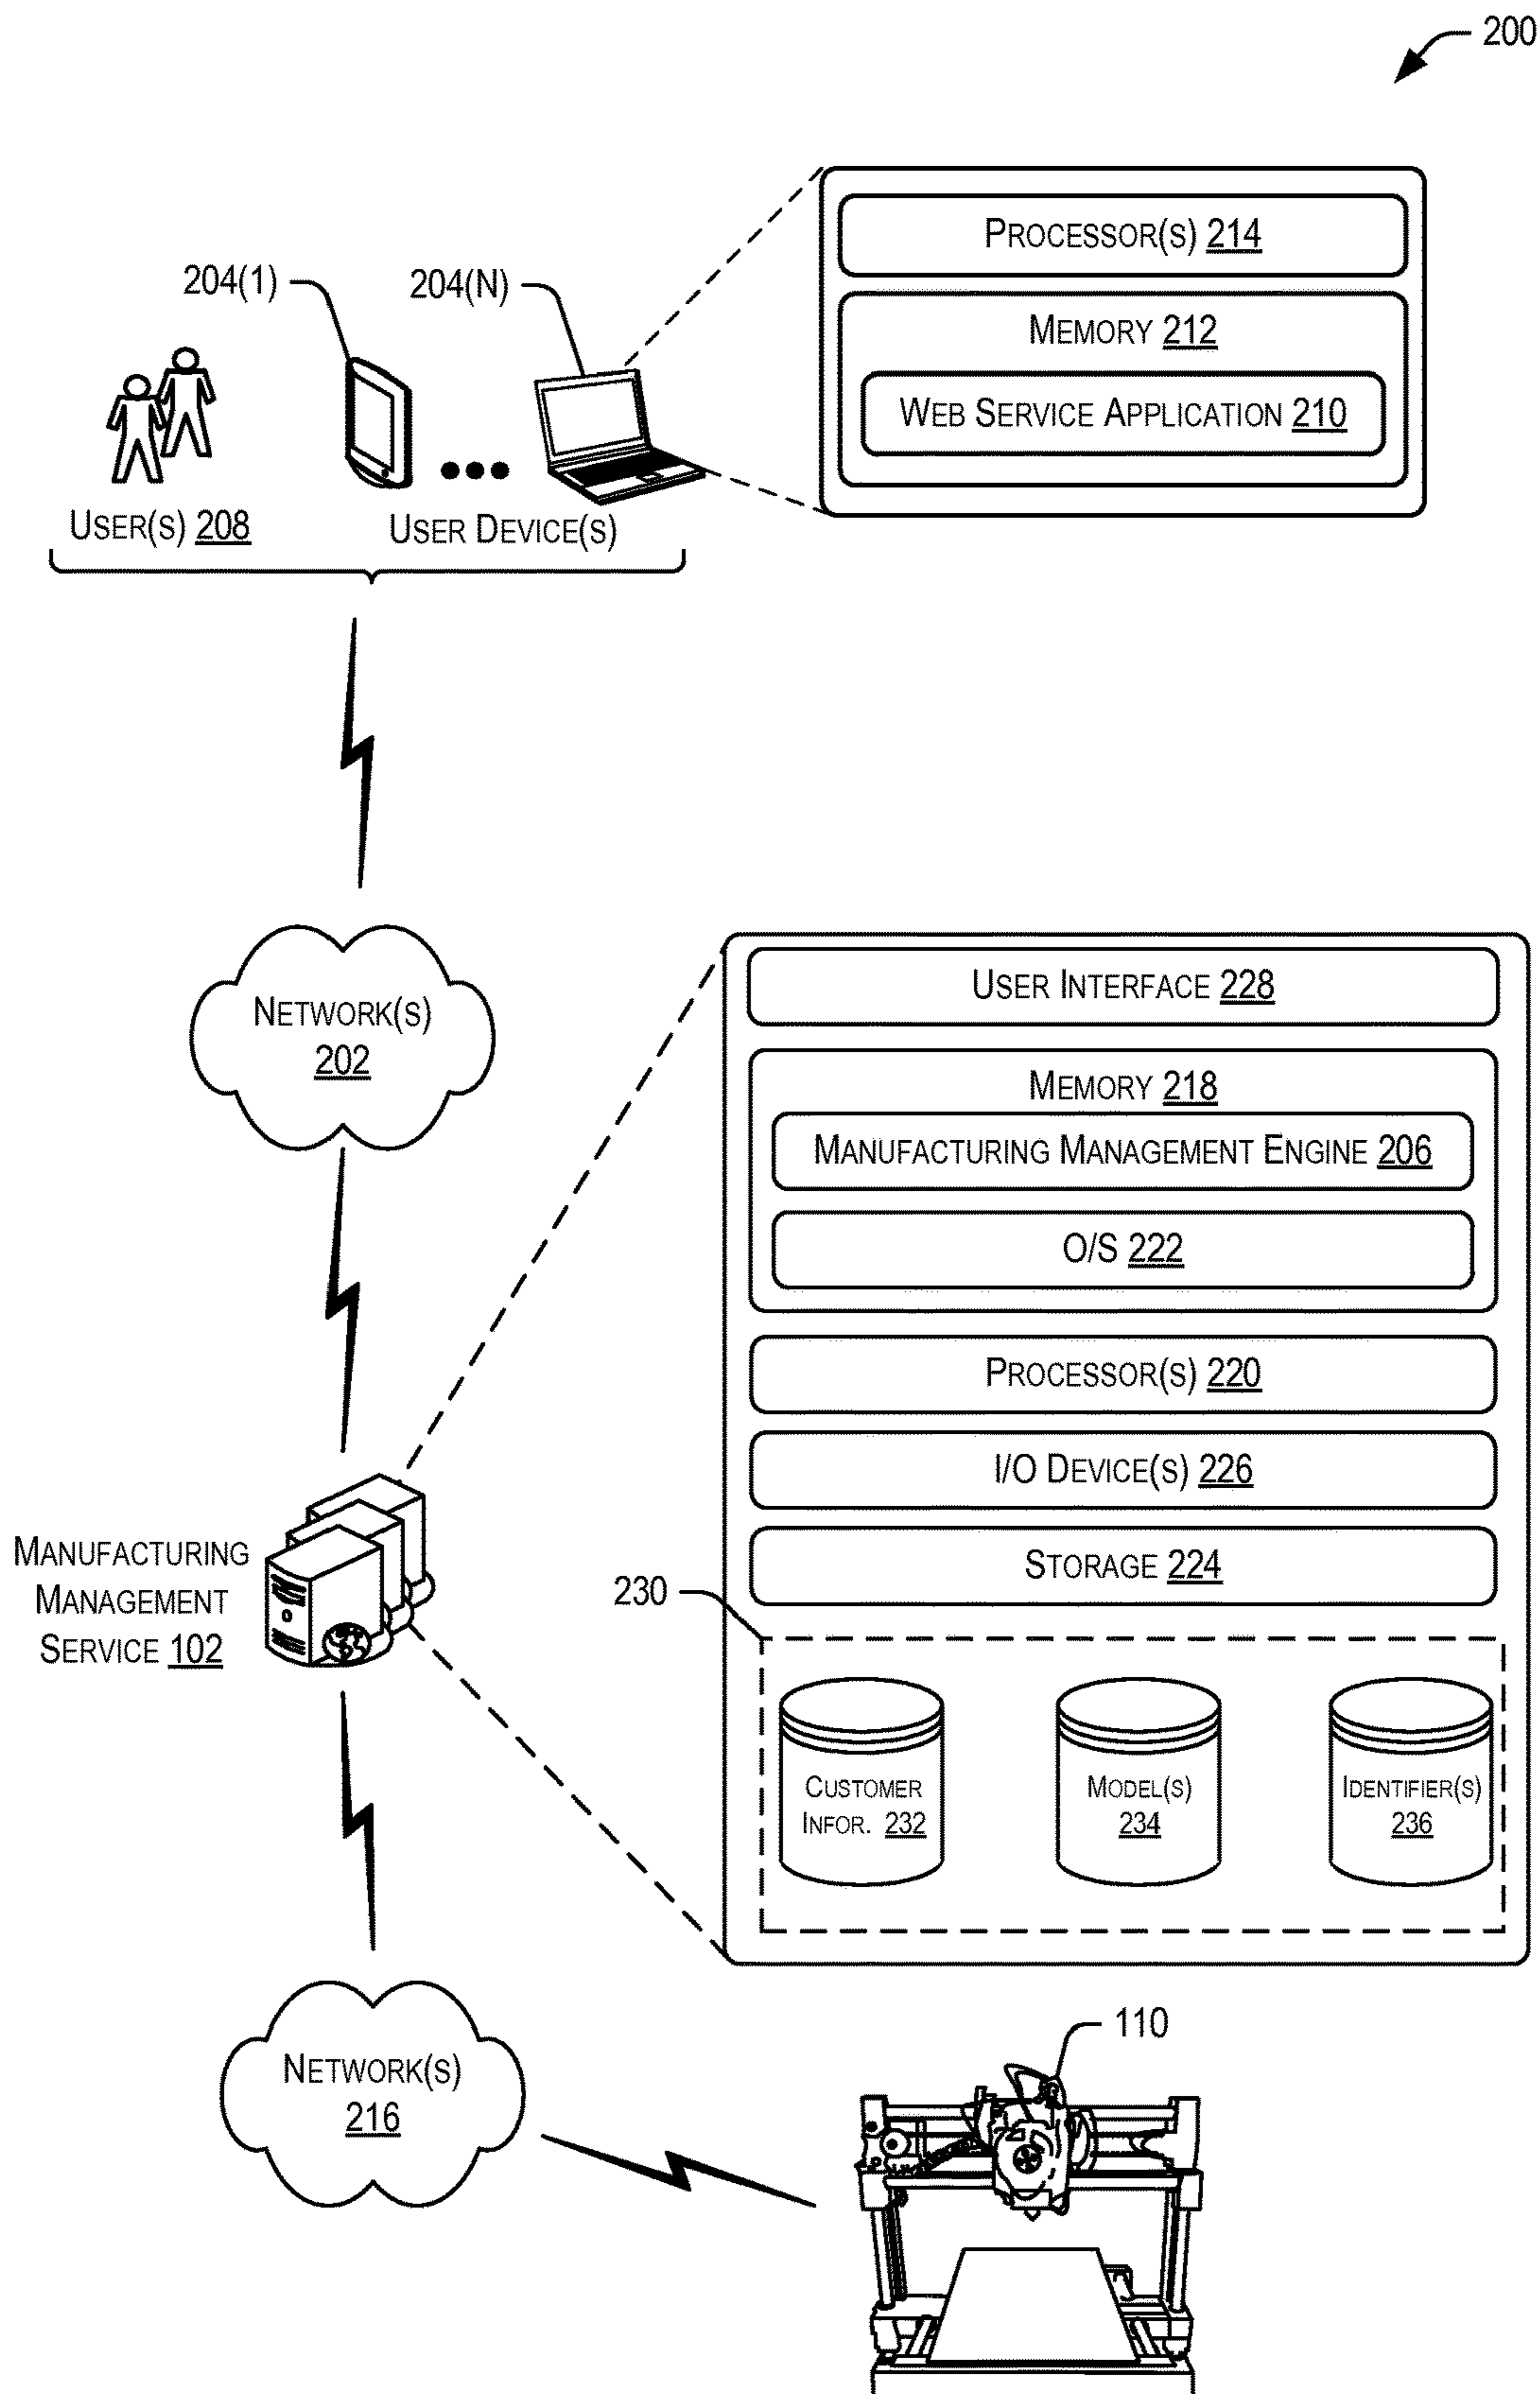 200
PROCESSOR(S) 214
204(1)
204(N)
MEMORY 212
WEB SERVICE APPLICATION 210
USER(S) 208
USER DEVICE(S)
NETWORK(S)
202
USER INTERFACE 228
MEMORY 218
MANUFACTURING MANAGEMENT ENGINE 206
O/S 222
PROCESSOR(S) 220
I/O DEVICE(S) 226
STORAGE 224
MANUFACTURING
MANAGEMENT
SERVICE 102
230
CUSTOMER
INFOR. 232
MODEL(S)
234
IDENTIFIER(S)
236
110
NETWORK(S)
216